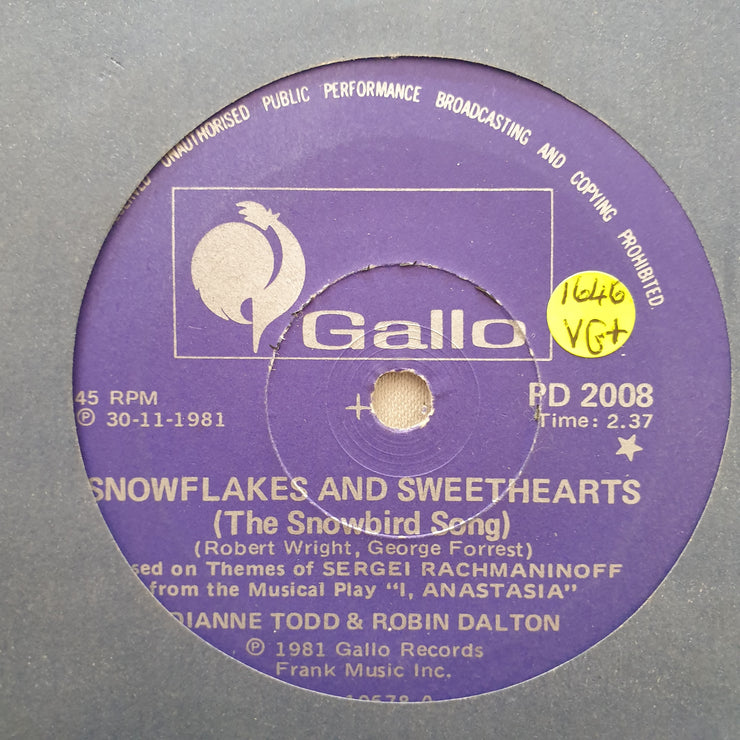 UNAUTHORISED PUBLIC PERFORMANCE BROADCASTING AND COPYING PROHIBITED.
Gallo
1646
VG+
45 RPM
℗ 30-11-1981
PD 2008
Time: 2.37
SNOWFLAKES AND SWEETHEARTS
(The Snowbird Song)
(Robert Wright, George Forrest)
sed on Themes of SERGEI RACHMANINOFF
from the Musical Play "I, ANASTASIA"
DIANNE TODD & ROBIN DALTON
℗ 1981 Gallo Records
Frank Music Inc.